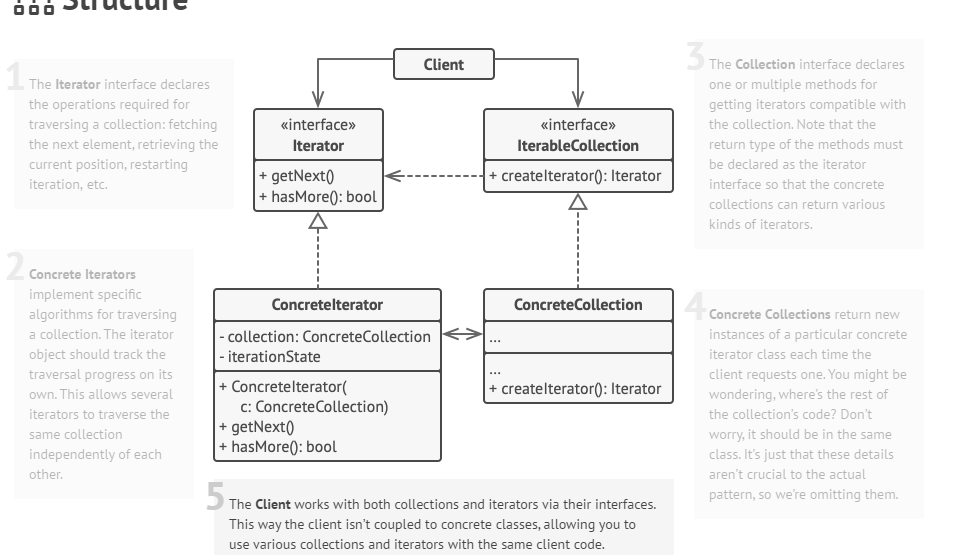 Structure
1
The Iterator interface declares
the operations required for
traversing a collection: fetching
the next element, retrieving the
current position, restarting
iteration, etc.
2
Concrete Iterators
implement specific
algorithms for traversing
a collection. The iterator
object should track the
traversal progress on its
own. This allows several
iterators to traverse the
same collection
independently of each
other.
Client
«interface»
Iterator
+ getNext()
+ hasMore(): bool
«interface»
IterableCollection
+ createIterator(): Iterator
ConcreteIterator
- collection: ConcreteCollection
- iterationState
+ ConcreteIterator(
c: ConcreteCollection)
+ getNext()
+ hasMore(): bool
ConcreteCollection
...
...
+ createIterator(): Iterator
3
The Collection interface declares
one or multiple methods for
getting iterators compatible with
the collection. Note that the
return type of the methods must
be declared as the iterator
interface so that the concrete
collections can return various
kinds of iterators.
4
Concrete Collections return new
instances of a particular concrete
iterator class each time the
client requests one. You might be
wondering, where's the rest of
the collection's code? Don't
worry, it should be in the same
class. It's just that these details
aren't crucial to the actual
pattern, so we're omitting them.
5
The Client works with both collections and iterators via their interfaces.
This way the client isn't coupled to concrete classes, allowing you to
use various collections and iterators with the same client code.